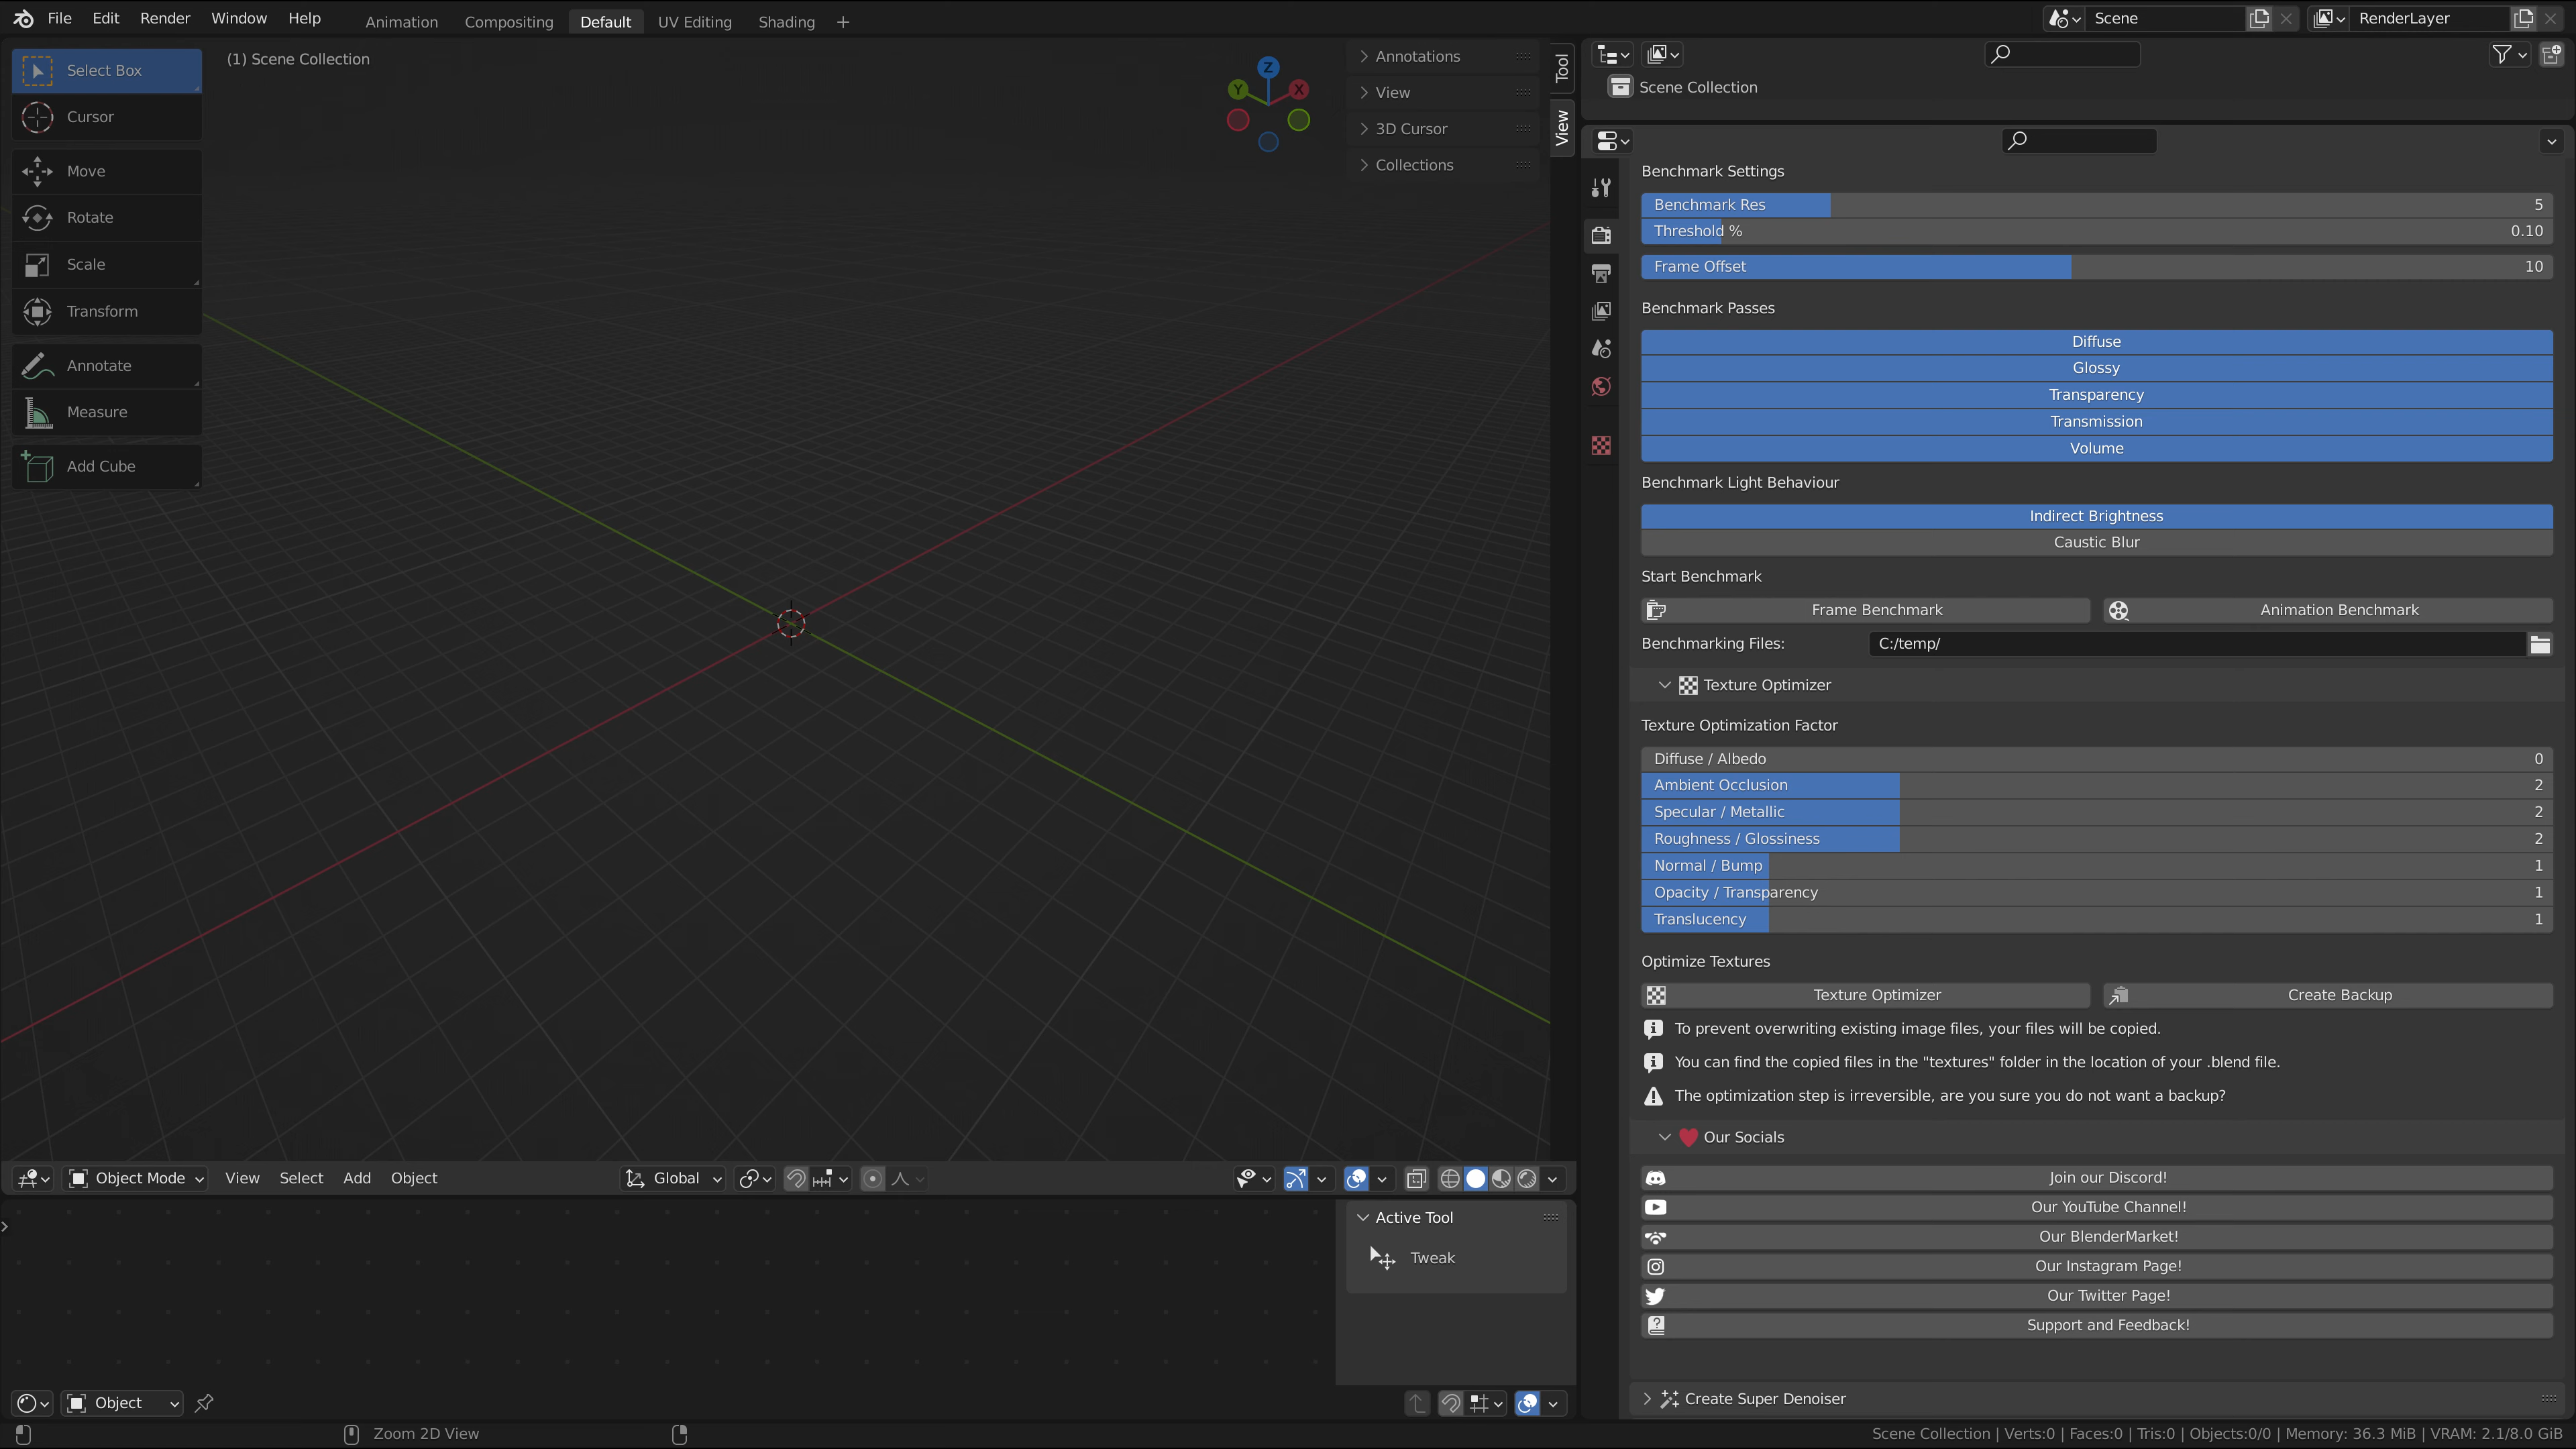 File Edit Render Window Help Animation Compositing Default UV Editing Shading + Scene RenderLayer
Select Box
Cursor
Move
Rotate
Scale
Transform
Annotate
Measure
Add Cube
(1) Scene Collection
Z
Y
X
Annotations
View
3D Cursor
Collections
Tool
View
Scene Collection
Benchmark Settings
Benchmark Res 5
Threshold % 0.10
Frame Offset 10
Benchmark Passes
Diffuse
Glossy
Transparency
Transmission
Volume
Benchmark Light Behaviour
Indirect Brightness
Caustic Blur
Start Benchmark
Frame Benchmark Animation Benchmark
Benchmarking Files: C:/temp/
Texture Optimizer
Texture Optimization Factor
Diffuse / Albedo 0
Ambient Occlusion 2
Specular / Metallic 2
Roughness / Glossiness 2
Normal / Bump 1
Opacity / Transparency 1
Translucency 1
Optimize Textures
Texture Optimizer Create Backup
To prevent overwriting existing image files, your files will be copied.
You can find the copied files in the "textures" folder in the location of your .blend file.
The optimization step is irreversible, are you sure you do not want a backup?
Our Socials
Join our Discord!
Our YouTube Channel!
Our BlenderMarket!
Our Instagram Page!
Our Twitter Page!
Support and Feedback!
Create Super Denoiser
Object Mode View Select Add Object Global
Active Tool
Tweak
Object
Zoom 2D View
Scene Collection | Verts:0 | Faces:0 | Tris:0 | Objects:0/0 | Memory: 36.3 MiB | VRAM: 2.1/8.0 GiB